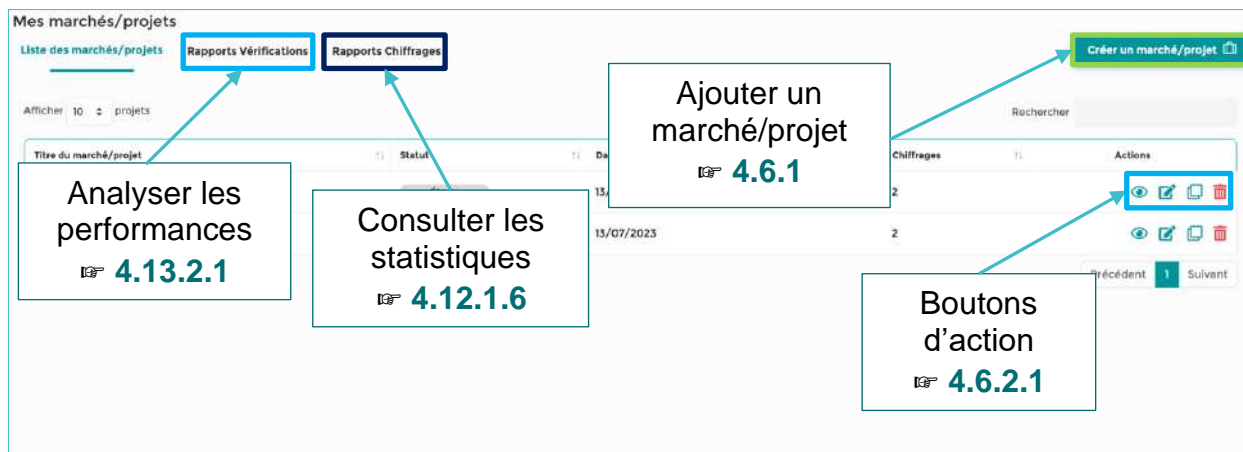 Mes marchés/projets
Liste des marchés/projets Rapports Vérifications Rapports Chiffrages
Créer un marché/projet
Afficher 10 projets
Rechercher
Titre du marché/projet Statut Da Chiffrages Actions
13/ 2
13/07/2023 2
Précédent 1 Suivant
Analyser les
performances
☞ 4.13.2.1
Consulter les
statistiques
☞ 4.12.1.6
Ajouter un
marché/projet
☞ 4.6.1
Boutons
d’action
☞ 4.6.2.1